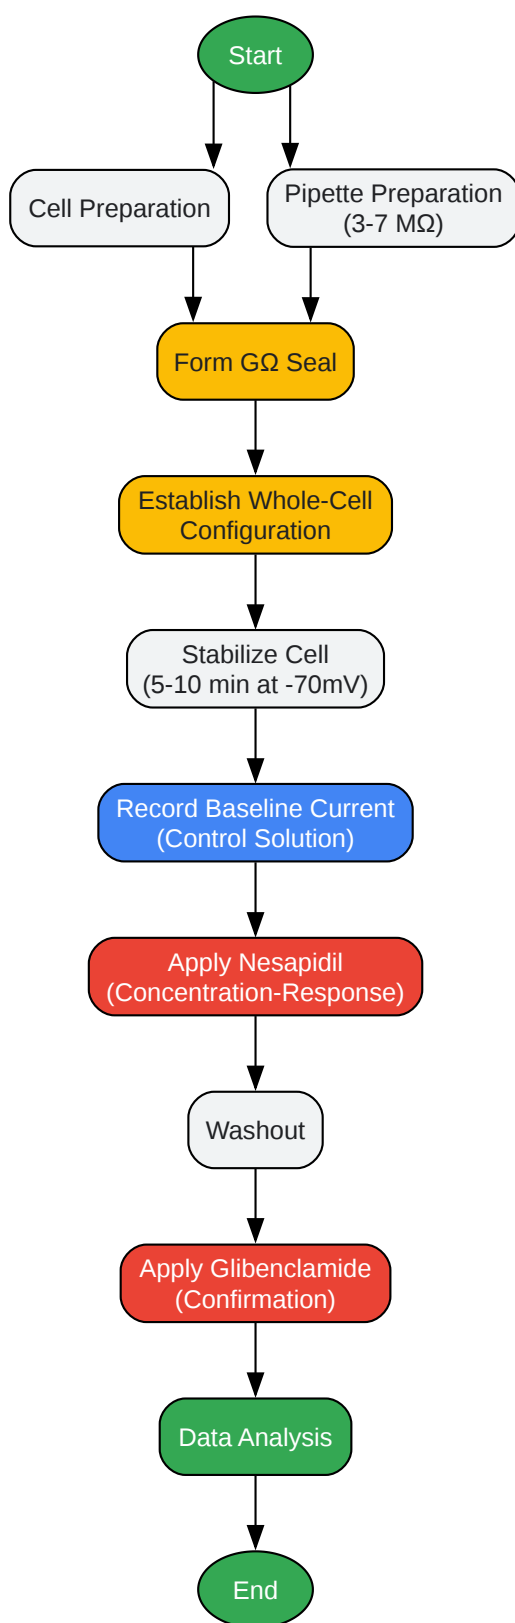 Start
Cell Preparation
Pipette Preparation
(3-7 MΩ)
Form GΩ Seal
Establish Whole-Cell
Configuration
Stabilize Cell
(5-10 min at -70mV)
Record Baseline Current
(Control Solution)
Apply Nesapidil
(Concentration-Response)
Washout
Apply Glibenclamide
(Confirmation)
Data Analysis
End